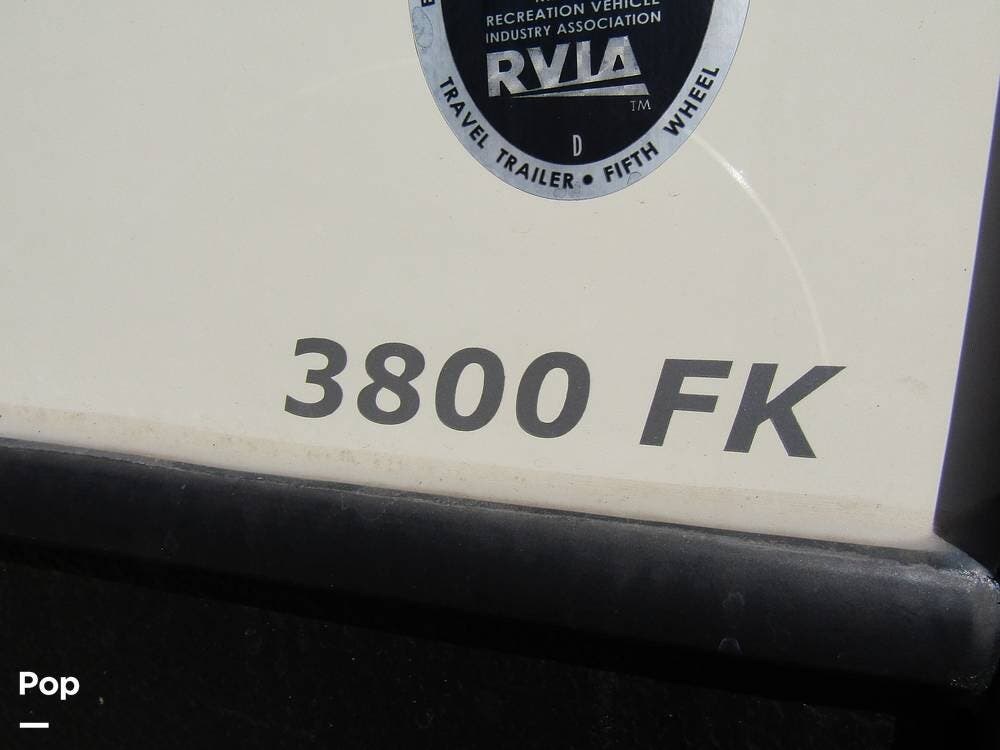 RECREATION VEHICLE
INDUSTRY ASSOCIATION
RVIA
TM
D
TRAVEL TRAILER • FIFTH WHEEL
3800 FK
Pop